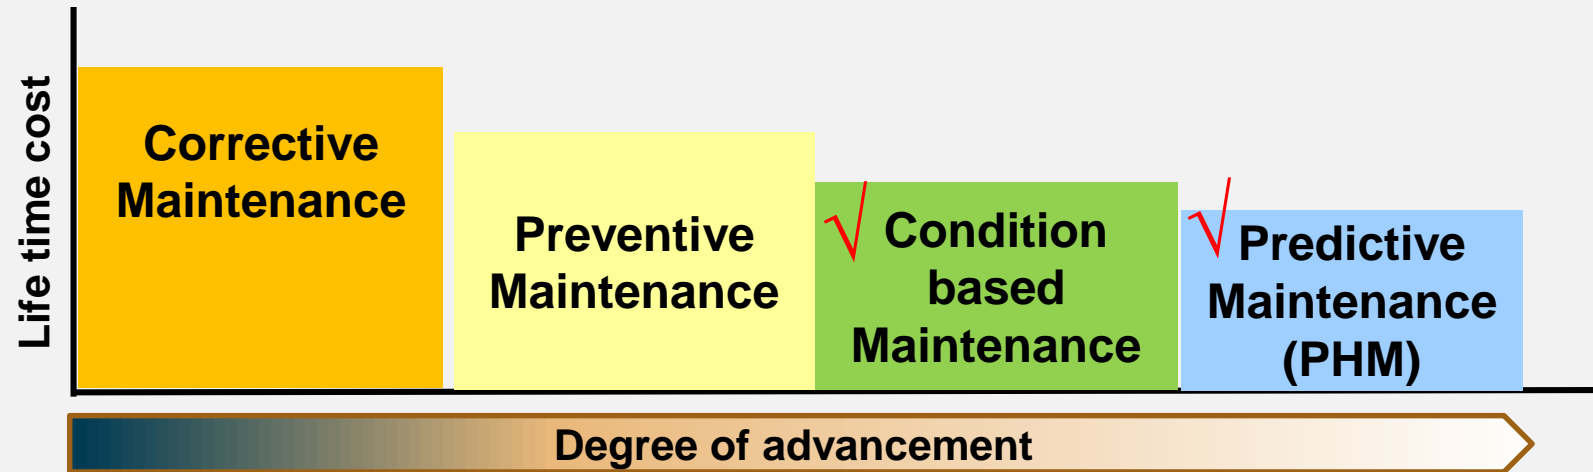 Life time cost
Corrective
Maintenance
Preventive
Maintenance
√ Condition
based
Maintenance
√ Predictive
Maintenance
(PHM)
Degree of advancement